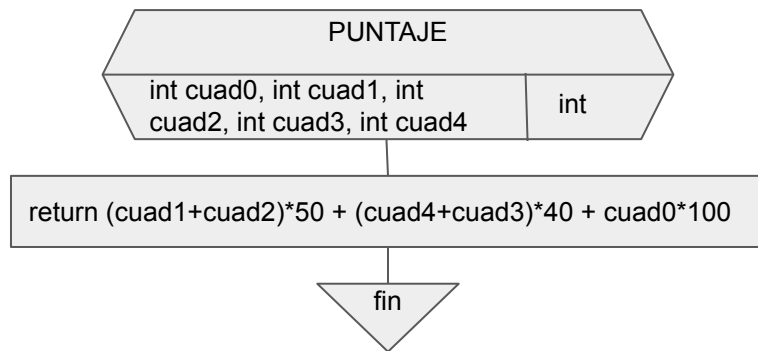 PUNTAJE
int cuad0, int cuad1, int
cuad2, int cuad3, int cuad4
int
return (cuad1+cuad2)*50 + (cuad4+cuad3)*40 + cuad0*100
fin